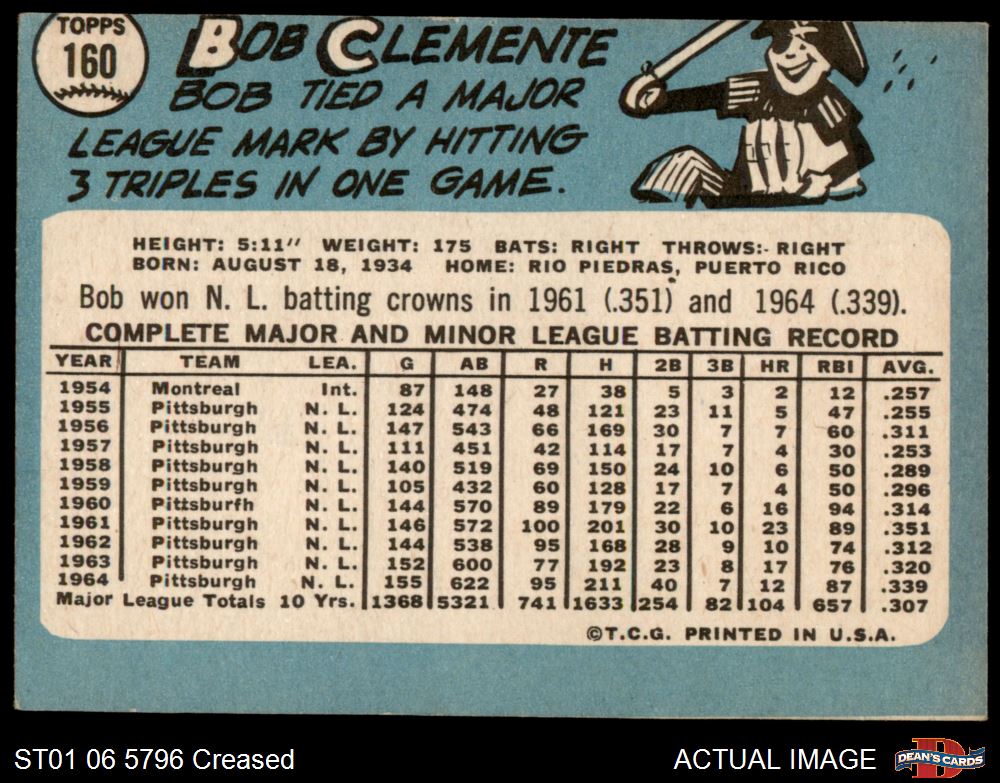 TOPPS
160
BOB CLEMENTE
BOB TIED A MAJOR
LEAGUE MARK BY HITTING
3 TRIPLES IN ONE GAME.
HEIGHT: 5:11" WEIGHT: 175 BATS: RIGHT THROWS:- RIGHT
BORN: AUGUST 18, 1934 HOME: RIO PIEDRAS, PUERTO RICO
Bob won N. L. batting crowns in 1961 (.351) and 1964 (.339).
COMPLETE MAJOR AND MINOR LEAGUE BATTING RECORD
YEAR TEAM LEA. G AB R H 2B 3B HR RBI AVG.
1954 Montreal Int. 87 148 27 38 5 3 2 12 .257
1955 Pittsburgh N. L. 124 474 48 121 23 11 5 47 .255
1956 Pittsburgh N. L. 147 543 66 169 30 7 7 60 .311
1957 Pittsburgh N. L. 111 451 42 114 17 7 4 30 .253
1958 Pittsburgh N. L. 140 519 69 150 24 10 6 50 .289
1959 Pittsburgh N. L. 105 432 60 128 17 7 4 50 .296
1960 Pittsburfh N. L. 144 570 89 179 22 6 16 94 .314
1961 Pittsburgh N. L. 146 572 100 201 30 10 23 89 .351
1962 Pittsburgh N. L. 144 538 95 168 28 9 10 74 .312
1963 Pittsburgh N. L. 152 600 77 192 23 8 17 76 .320
1964 Pittsburgh N. L. 155 622 95 211 40 7 12 87 .339
Major League Totals 10 Yrs. 1368 5321 741 1633 254 82 104 657 .307
©T.C.G. PRINTED IN U.S.A.
ST01 06 5796 Creased ACTUAL IMAGE D DEAN'S CARDS